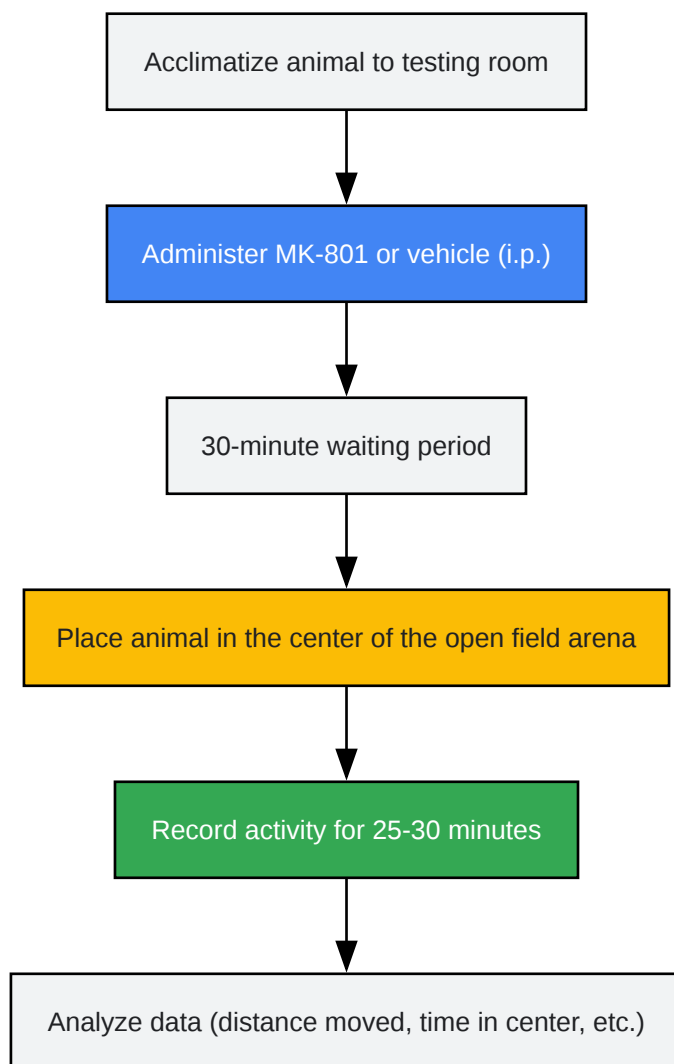 Acclimatize animal to testing room
Administer MK-801 or vehicle (i.p.)
30-minute waiting period
Place animal in the center of the open field arena
Record activity for 25-30 minutes
Analyze data (distance moved, time in center, etc.)